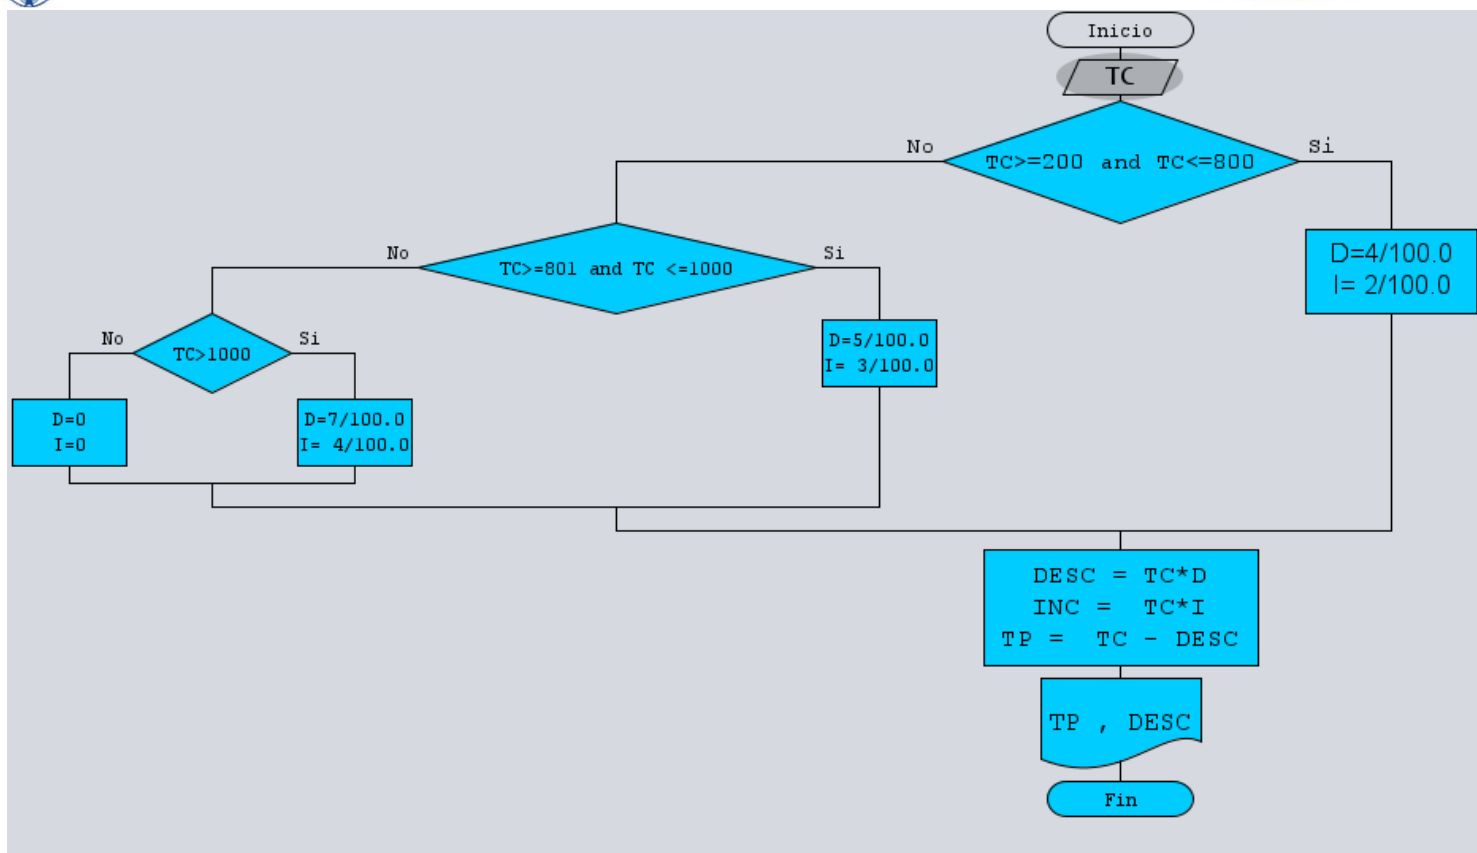 Inicio
TC
No
Si
TC>=200 and TC<=800
No
Si
TC>=801 and TC <=1000
D=4/100.0
I= 2/100.0
No
Si
TC>1000
D=5/100.0
I= 3/100.0
D=0
I=0
D=7/100.0
I= 4/100.0
DESC = TC*D
INC = TC*I
TP = TC - DESC
TP , DESC
Fin